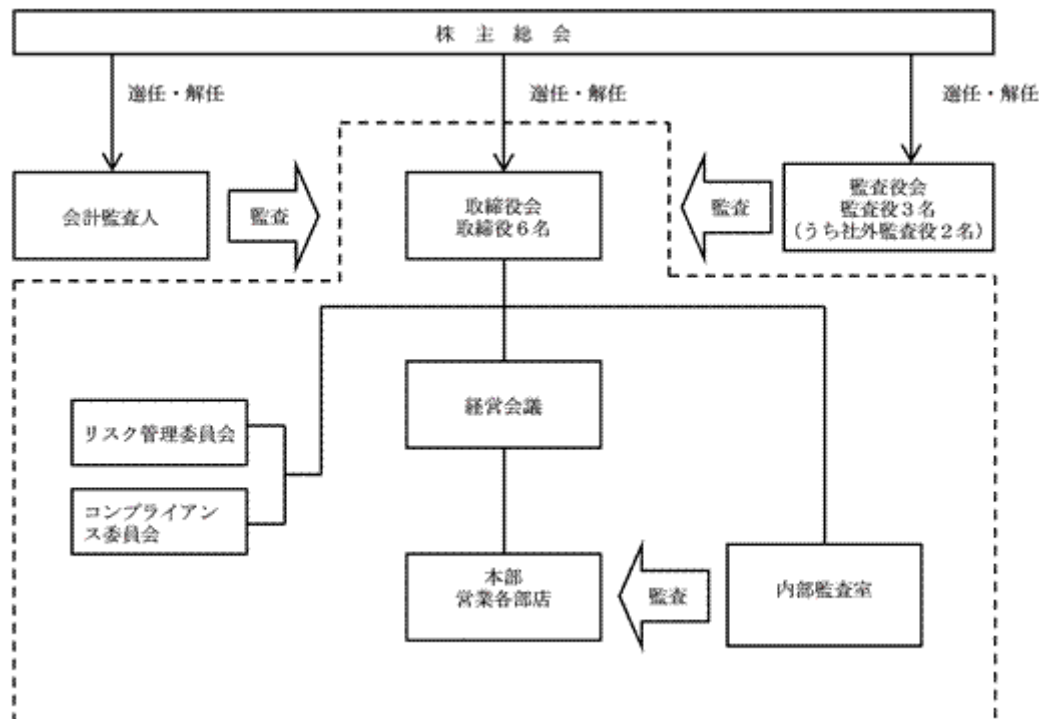 株主総会
選任・解任
選任・解任
選任・解任
会計監査人
監査
取締役会
取締役6名
監査
監査役会
監査役3名
(うち社外監査役2名)
経営会議
リスク管理委員会
コンプライアン
ス委員会
本部
営業各部店
監査
内部監査室